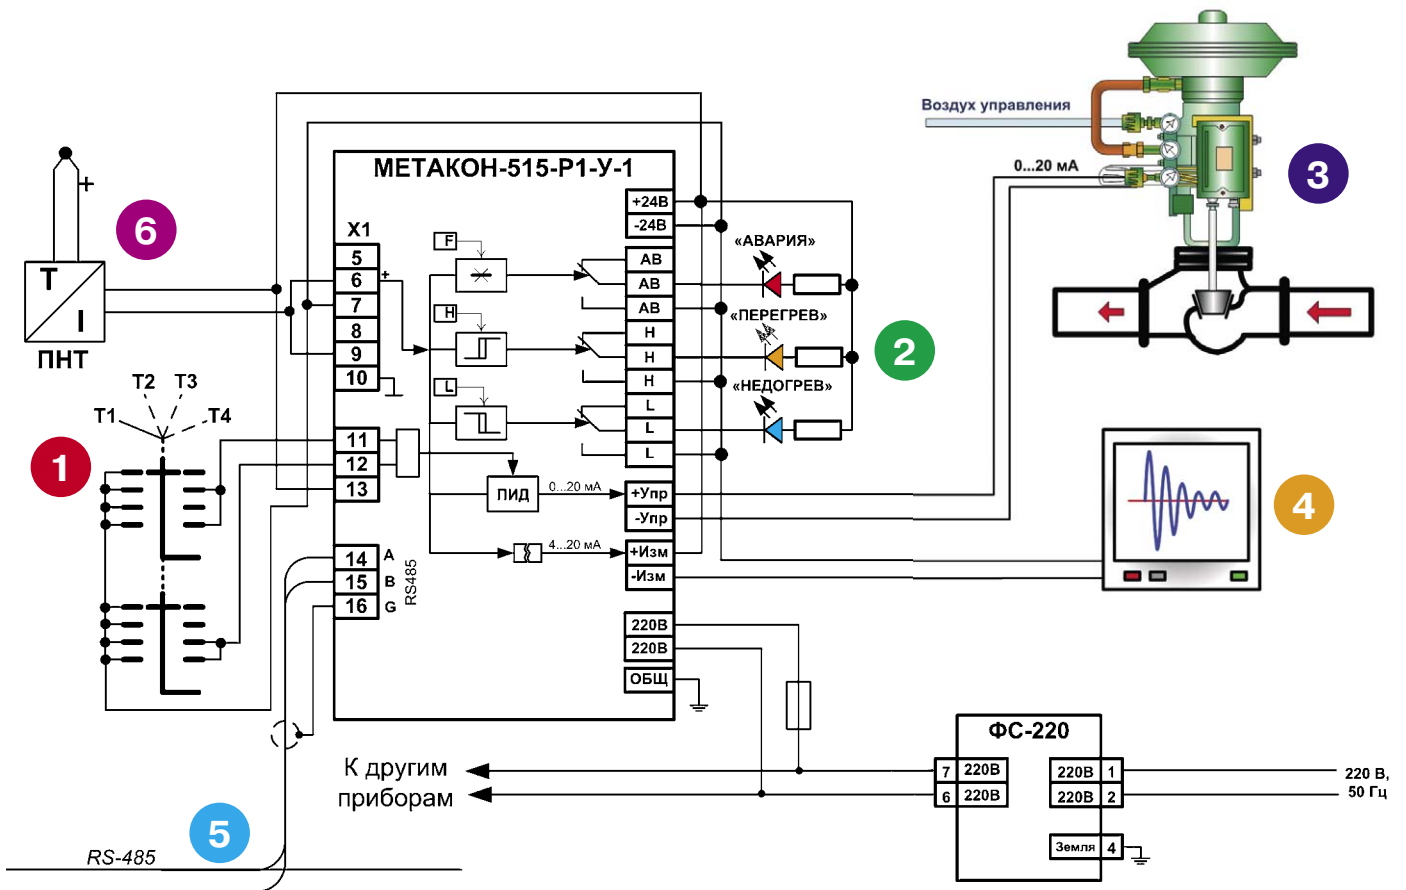 Воздух управления
0...20 мА
3
МЕТАКОН-515-Р1-У-1
+
6
T
I
ПНТ
X1
5
6
+
7
8
9
10
11
12
13
14
A
15
B
16
G
RS485
F
H
L
ПИД
0...20 мА
4...20 мА
+24В
-24В
АВ
АВ
АВ
Н
Н
Н
L
L
L
+Упр
-Упр
+Изм
-Изм
220В
220В
ОБЩ
«АВАРИЯ»
«ПЕРЕГРЕВ»
«НЕДОГРЕВ»
2
T2 T3
T1 T4
1
4
5
RS-485
К другим
приборам
ФС-220
7 220В
6 220В
220В 1
220В 2
Земля 4
220 В,
50 Гц